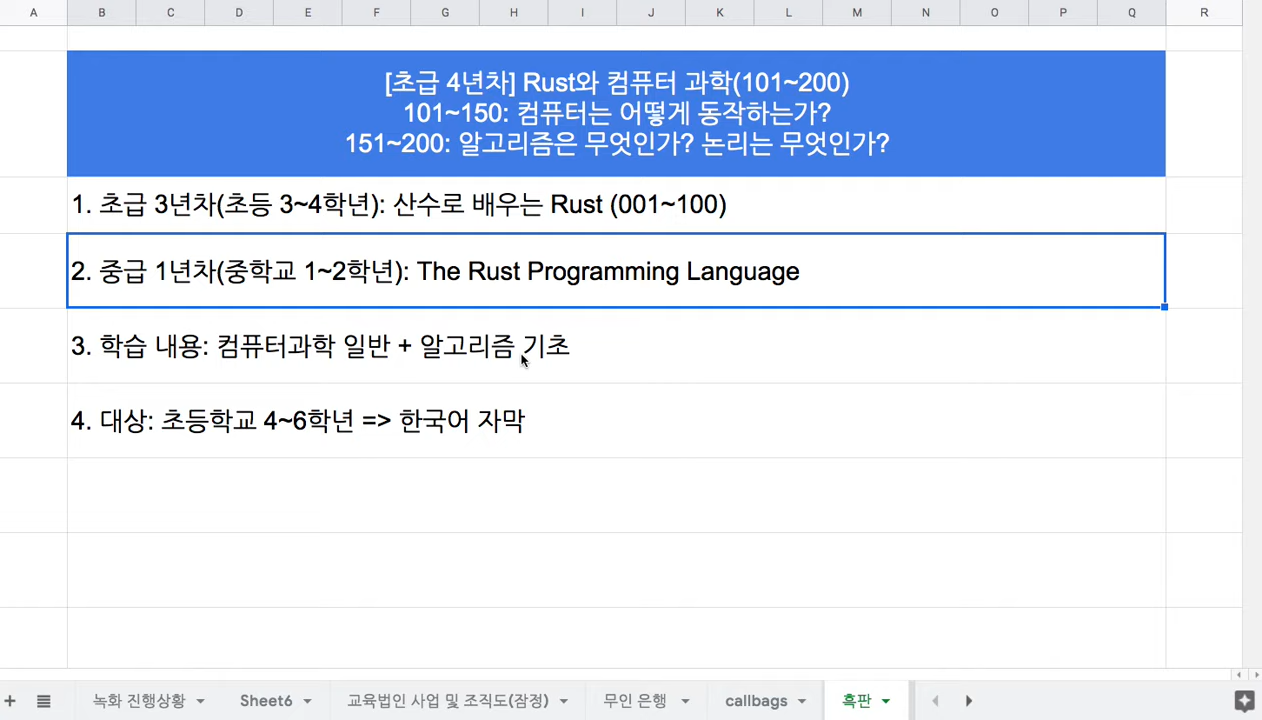 A B C D E F G H I J K L M N O P Q R
[초급 4년차] Rust와 컴퓨터 과학(101~200)
101~150: 컴퓨터는 어떻게 동작하는가?
151~200: 알고리즘은 무엇인가? 논리는 무엇인가?
1. 초급 3년차(초등 3~4학년): 산수로 배우는 Rust (001~100)
2. 중급 1년차(중학교 1~2학년): The Rust Programming Language
3. 학습 내용: 컴퓨터과학 일반 + 알고리즘 기초
4. 대상: 초등학교 4~6학년 => 한국어 자막
+ 녹화 진행상황 Sheet6 교육법인 사업 및 조직도(잠정) 무인 은행 callbags 흑판